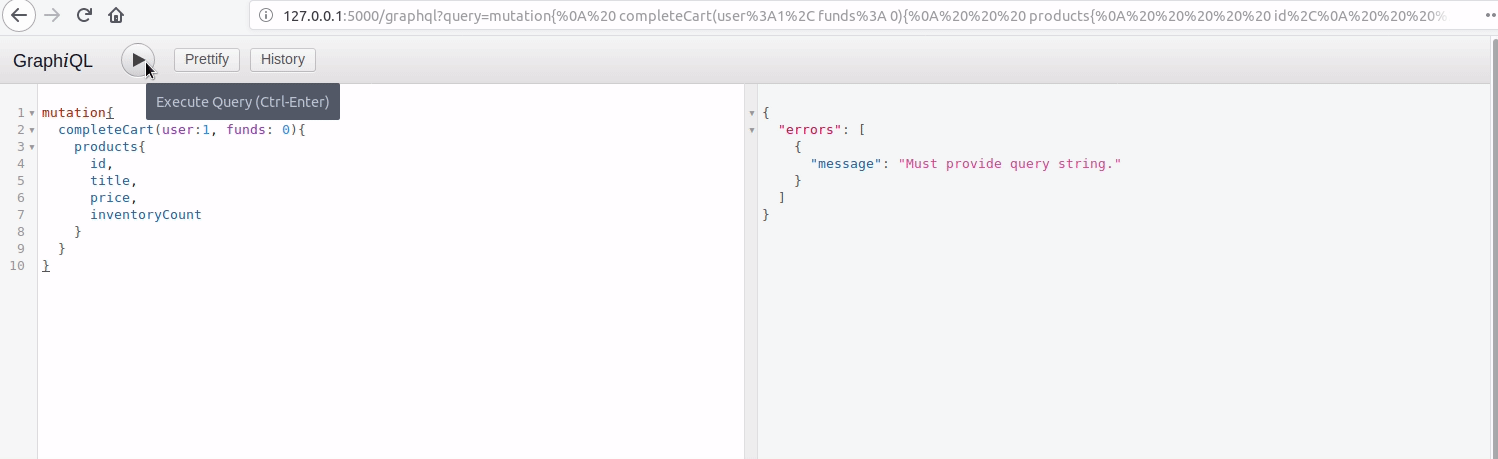 127.0.0.1:5000/graphql?query=mutation{%0A%20 completeCart(user%3A1%2C funds%3A 0){%0A%20%20%20 products{%0A%20%20%20%20%20 id%2C%0A%20%20%20%
GraphiQL
Prettify
History
Execute Query (Ctrl-Enter)
1 mutation{
2 completeCart(user:1, funds: 0){
3 products{
4 id,
5 title,
6 price,
7 inventoryCount
8 }
9 }
10 }
{
"errors": [
{
"message": "Must provide query string."
}
]
}